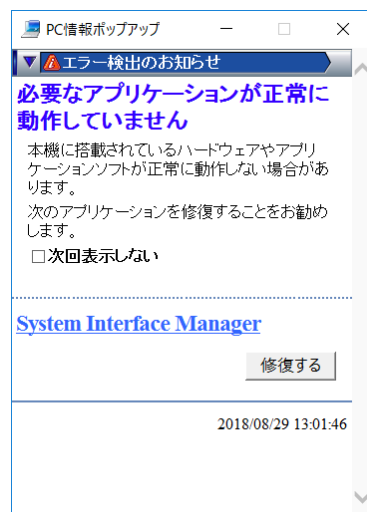 PC情報ポップアップ
エラー検出のお知らせ
必要なアプリケーションが正常に
動作していません
本機に搭載されているハードウェアやアプリ
ケーションソフトが正常に動作しない場合があ
ります。
次のアプリケーションを修復することをお勧め
します。
次回表示しない
System Interface Manager
修復する
2018/08/29 13:01:46